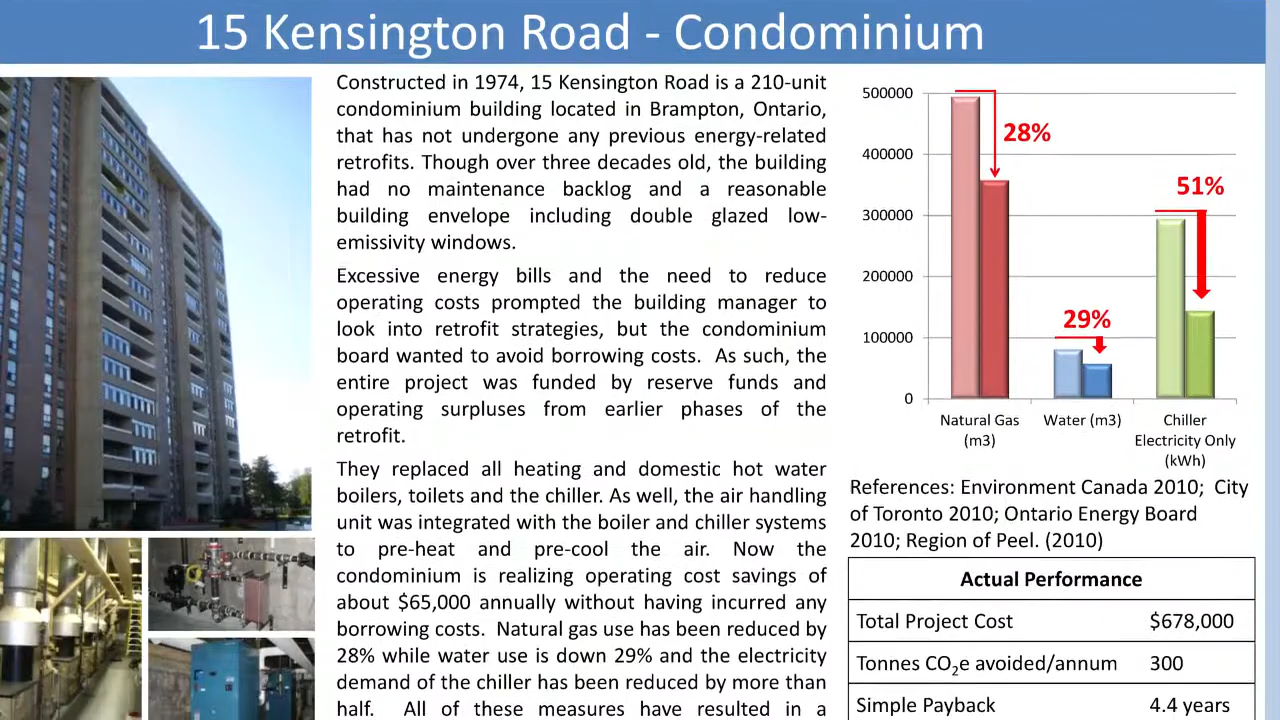 15 Kensington Road - Condominium
Constructed in 1974, 15 Kensington Road is a 210-unit
condominium building located in Brampton, Ontario,
that has not undergone any previous energy-related
retrofits. Though over three decades old, the building
had no maintenance backlog and a reasonable
building envelope including double glazed low-
emissivity windows.
Excessive energy bills and the need to reduce
operating costs prompted the building manager to
look into retrofit strategies, but the condominium
board wanted to avoid borrowing costs. As such, the
entire project was funded by reserve funds and
operating surpluses from earlier phases of the
retrofit.
They replaced all heating and domestic hot water
boilers, toilets and the chiller. As well, the air handling
unit was integrated with the boiler and chiller systems
to pre-heat and pre-cool the air. Now the
condominium is realizing operating cost savings of
about $65,000 annually without having incurred any
borrowing costs. Natural gas use has been reduced by
28% while water use is down 29% and the electricity
demand of the chiller has been reduced by more than
half. All of these measures have resulted in a
500000
400000
300000
200000
100000
0
28%
29%
51%
Natural Gas
(m3)
Water (m3)
Chiller
Electricity Only
(kWh)
References: Environment Canada 2010; City
of Toronto 2010; Ontario Energy Board
2010; Region of Peel. (2010)
Actual Performance
Total Project Cost $678,000
Tonnes CO₂e avoided/annum 300
Simple Payback 4.4 years